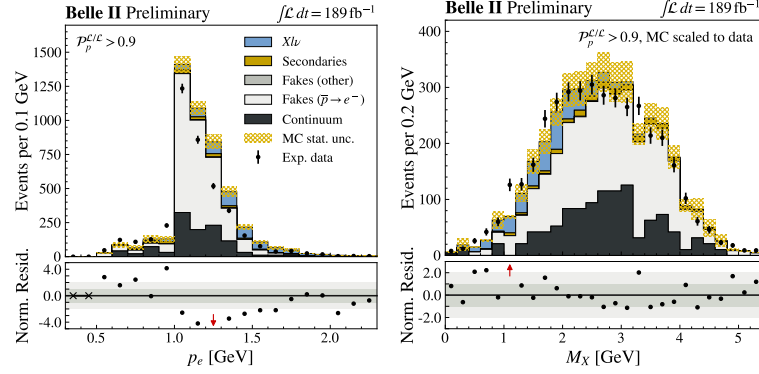 Belle II Preliminary ∫ℒ dt = 189 fb⁻¹
𝒫ₚ^{ℒ/ℒ} > 0.9
Xℓν
Secondaries
Fakes (other)
Fakes (p̅ → e⁻)
Continuum
MC stat. unc.
Exp. data
Events per 0.1 GeV
1500
1250
1000
750
500
250
0
Norm. Resid.
4.0
0.0
-4.0
0.5
1.0
1.5
2.0
pₑ [GeV]
Belle II Preliminary ∫ℒ dt = 189 fb⁻¹
𝒫ₚ^{ℒ/ℒ} > 0.9, MC scaled to data
Events per 0.2 GeV
400
300
200
100
0
Norm. Resid.
2.0
0.0
-2.0
0
1
2
3
4
5
M_X [GeV]